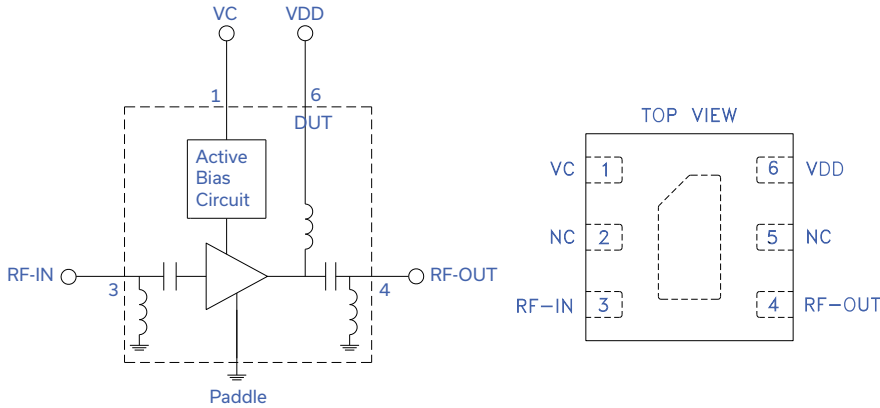 VC VDD
1 6
DUT
Active
Bias
Circuit
RF-IN RF-OUT
3 4
Paddle
TOP VIEW
VC 1 6 VDD
NC 2 5 NC
RF-IN 3 4 RF-OUT